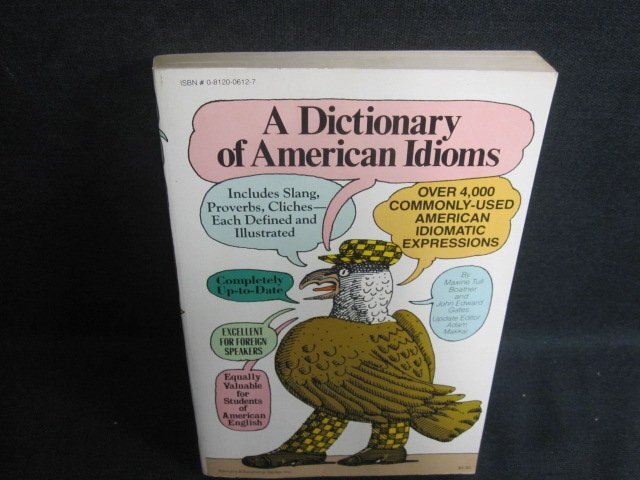 ISBN # 0-8120-0612-7
A Dictionary
of American Idioms
Includes Slang,
Proverbs, Cliches—
Each Defined and
Illustrated
OVER 4,000
COMMONLY-USED
AMERICAN
IDIOMATIC
EXPRESSIONS
Completely
Up-to-Date
By
Maxine Tull
Boatner
and
John Edward
Gates
Update Editor
Adam
Makkai
EXCELLENT
FOR FOREIGN
SPEAKERS
Equally
Valuable
for
Students
of
American
English